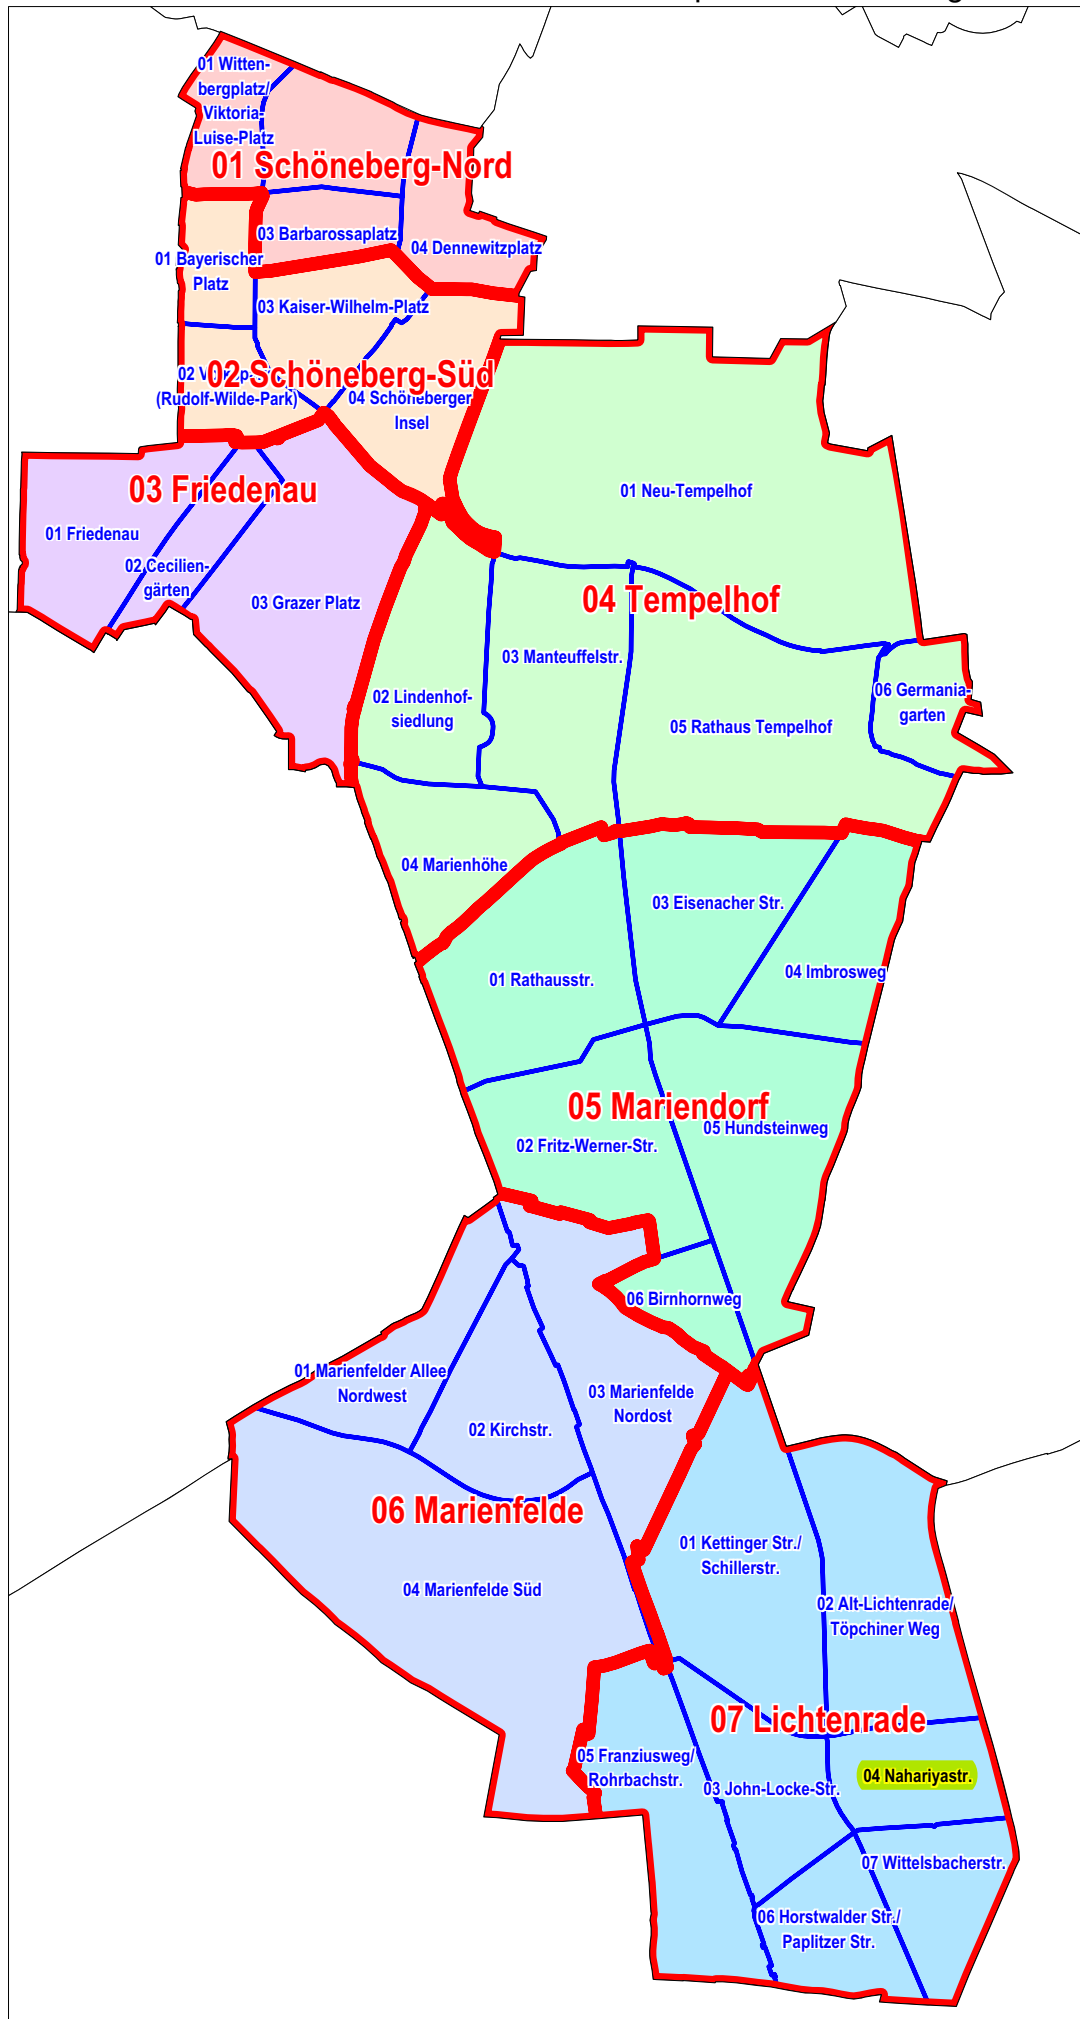 01 Witten-
bergplatz/
Viktoria-
Luise-Platz
01 Schöneberg-Nord
03 Barbarossaplatz
04 Dennewitzplatz
01 Bayerischer
Platz
03 Kaiser-Wilhelm-Platz
02 Schöneberg-Süd
02
(Rudolf-Wilde-Park)
04 Schöneberger
Insel
03 Friedenau
01 Friedenau
02 Cecilien-
gärten
03 Grazer Platz
01 Neu-Tempelhof
04 Tempelhof
03 Manteuffelstr.
02 Lindenhof-
siedlung
05 Rathaus Tempelhof
06 Germania-
garten
04 Marienhöhe
03 Eisenacher Str.
01 Rathausstr.
04 Imbrosweg
05 Mariendorf
05 Hundsteinweg
02 Fritz-Werner-Str.
06 Birnhornweg
01 Marienfelder Allee
Nordwest
03 Marienfelde
Nordost
02 Kirchstr.
06 Marienfelde
04 Marienfelde Süd
01 Kettinger Str./
Schillerstr.
02 Alt-Lichtenrade/
Töpchiner Weg
07 Lichtenrade
05 Franziusweg/
Rohrbachstr.
03 John-Locke-Str.
04 Nahariyastr.
07 Wittelsbacherstr.
06 Horstwalder Str./
Paplitzer Str.